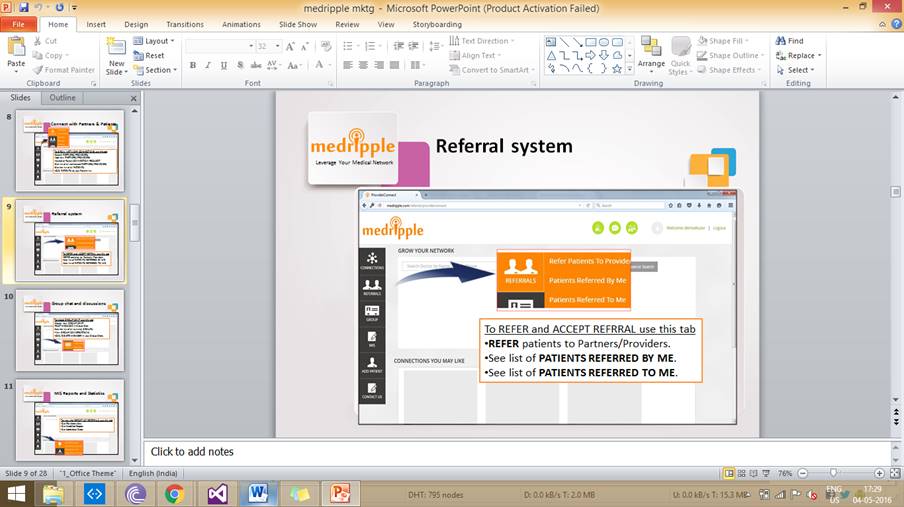 medripple mktg - Microsoft PowerPoint (Product Activation Failed)
File Home Insert Design Transitions Animations Slide Show Review View Storyboarding
Paste
Cut
Copy
Format Painter
Clipboard
New
Slide
Layout
Reset
Section
Slides
32
Font
Text Direction
Align Text
Convert to SmartArt
Paragraph
Arrange
Quick
Styles
Shape Fill
Shape Outline
Shape Effects
Drawing
Find
Replace
Select
Editing
Slides Outline
8
Connect with Partners & Patients
9
Referral system
10
Group chat and discussions
11
MIS Reports and Statistics
medripple
Leverage Your Medical Network
Referral system
ProviderConnect
Search
medripple
Welcome demodoctor | Logout
CONNECTIONS
REFERRALS
GROUP
MIS
ADD PATIENT
CONTACT US
GROW YOUR NETWORK
REFERRALS
Refer Patients To Provide
Patients Referred By Me
Patients Referred To Me
To REFER and ACCEPT REFRRAL use this tab
•REFER patients to Partners/Providers.
•See list of PATIENTS REFERRED BY ME.
•See list of PATIENTS REFERRED TO ME.
CONNECTIONS YOU MAY LIKE
Click to add notes
Slide 9 of 28 "1_Office Theme" English (India) 76%
DHT: 795 nodes D: 0.0 kB/s T: 2.0 MB U: 0.0 kB/s T: 15.3 M
ENG
US
17:29
04-05-2016